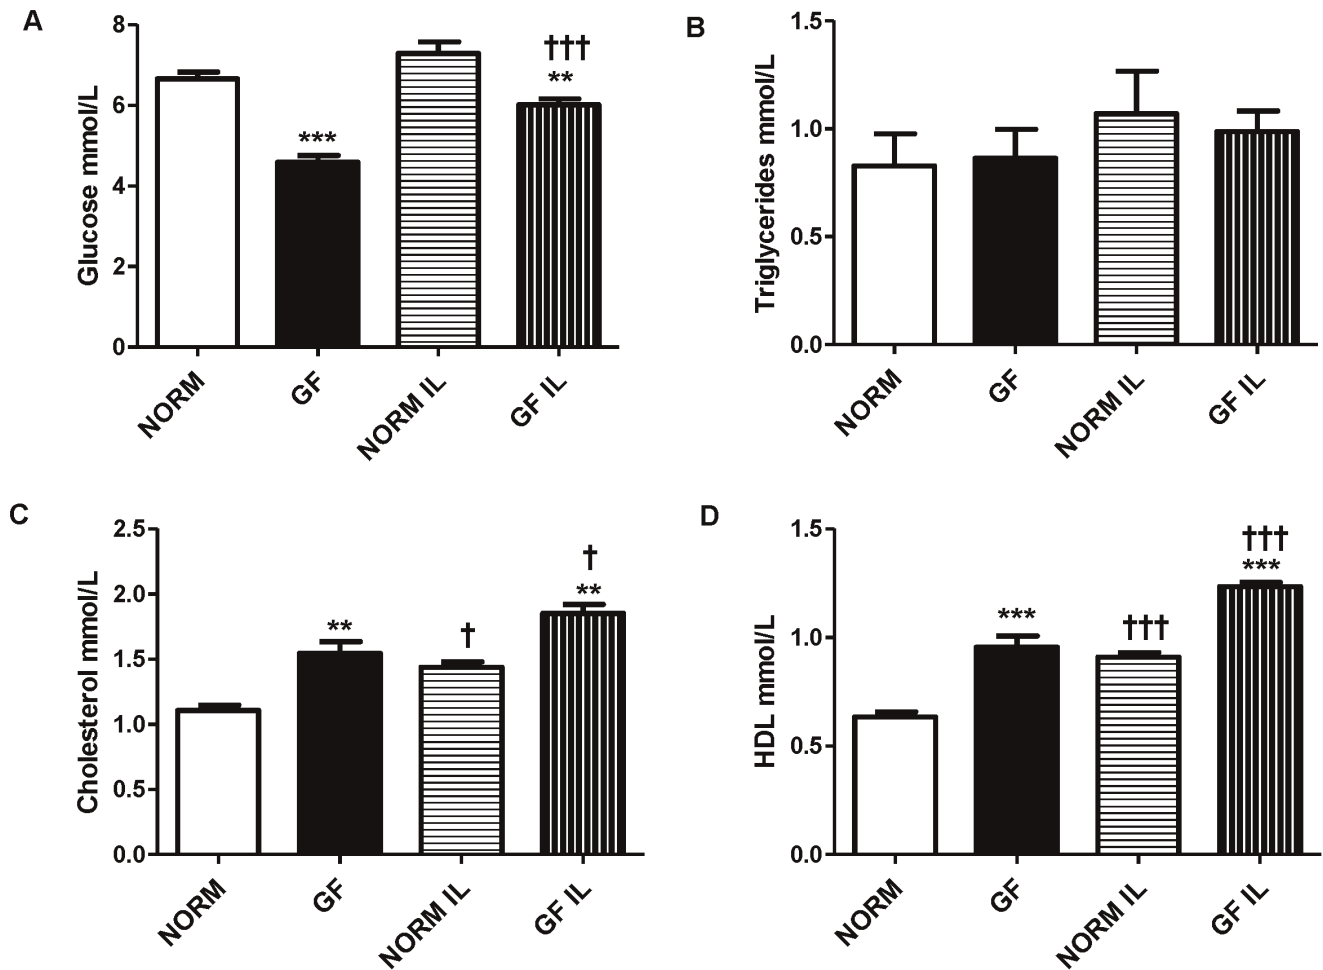 A
Glucose mmol/L
8
6
4
2
0
***
†††
**
NORM
GF
NORM IL
GF IL
B
Triglycerides mmol/L
1.5
1.0
0.5
0.0
NORM
GF
NORM IL
GF IL
C
Cholesterol mmol/L
2.5
2.0
1.5
1.0
0.5
0.0
**
†
†
**
NORM
GF
NORM IL
GF IL
D
HDL mmol/L
1.5
1.0
0.5
0.0
***
†††
†††
***
NORM
GF
NORM IL
GF IL